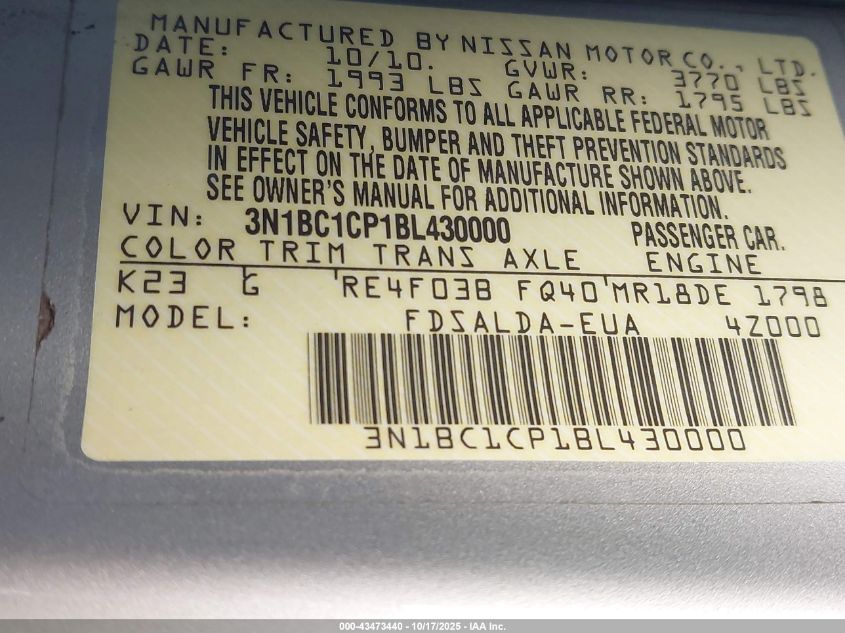 MANUFACTURED BY NISSAN MOTOR CO., LTD.
DATE: 10/10. GVWR: 3770 LBS
GAWR FR: 1993 LBS GAWR RR: 1795 LBS
THIS VEHICLE CONFORMS TO ALL APPLICABLE FEDERAL MOTOR
VEHICLE SAFETY, BUMPER AND THEFT PREVENTION STANDARDS
IN EFFECT ON THE DATE OF MANUFACTURE SHOWN ABOVE.
SEE OWNER'S MANUAL FOR ADDITIONAL INFORMATION.
VIN: 3N1BC1CP1BL430000 PASSENGER CAR.
COLOR TRIM TRANS AXLE ENGINE
K23 G RE4F03B FQ40 MR18DE 1798
MODEL: FDSALDA-EUA 4Z000
3N1BC1CP1BL430000
000-43473440 - 10/17/2025 - IAA Inc.